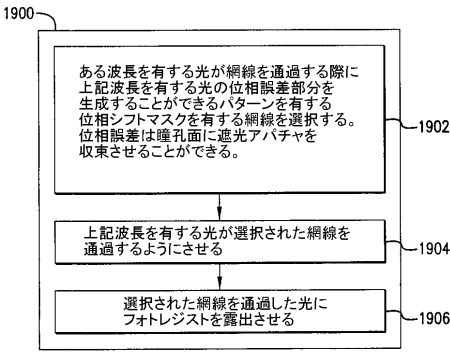 1900
ある波長を有する光が網線を通過する際に
上記波長を有する光の位相誤差部分を
生成することができるパターンを有する
位相シフトマスクを有する網線を選択する。
位相誤差は瞳孔面に遮光アパチャを
収束させることができる。
1902
上記波長を有する光が選択された網線を
通過するようにさせる
1904
選択された網線を通過した光に
フォトレジストを露出させる
1906